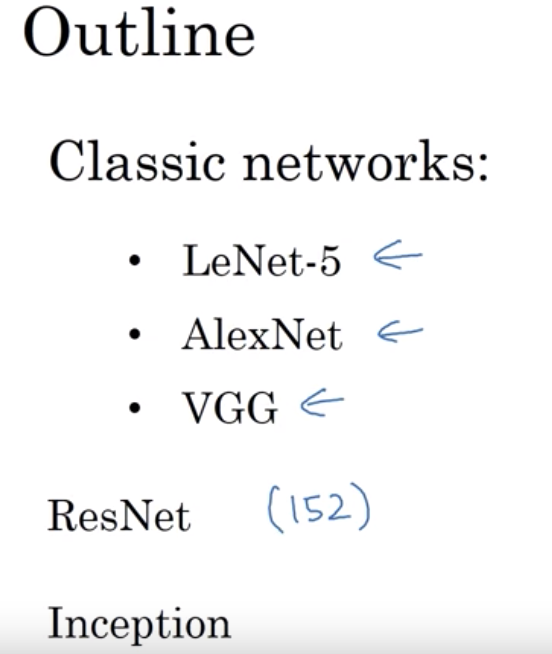 Outline
Classic networks:
• LeNet-5 ←
• AlexNet ←
• VGG ←
ResNet (152)
Inception